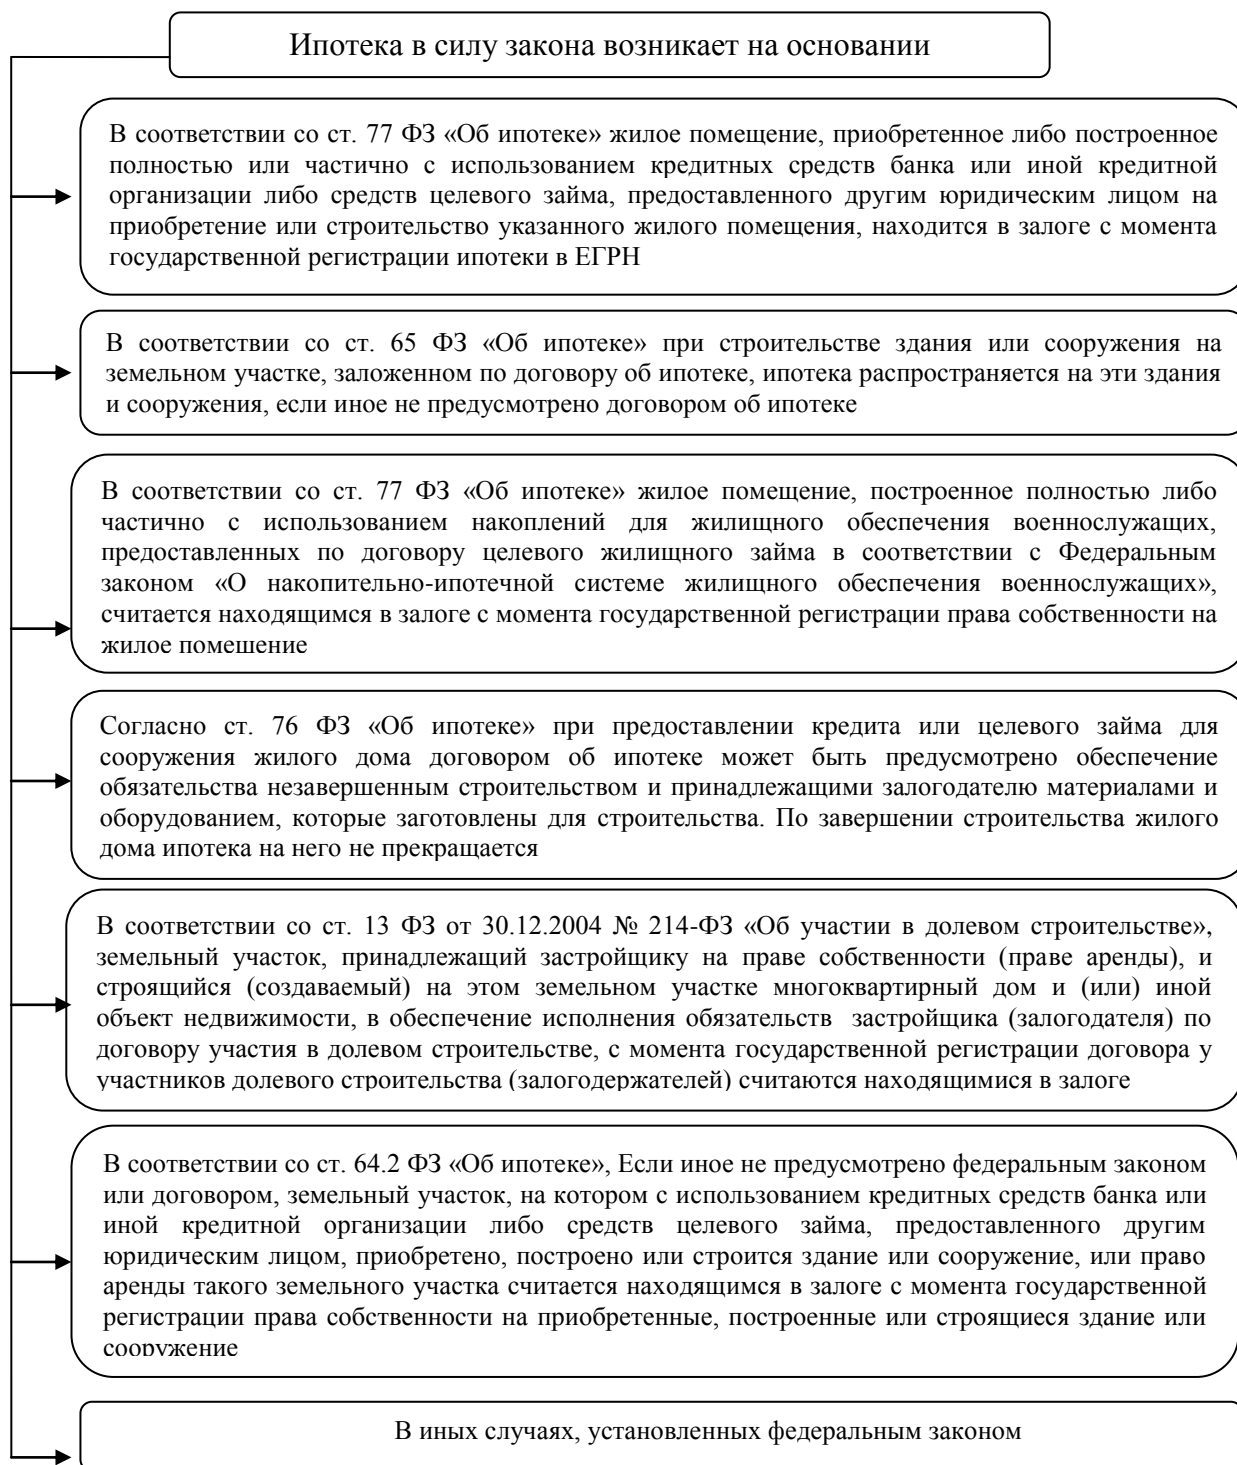 Ипотека в силу закона возникает на основании
В соответствии со ст. 77 ФЗ «Об ипотеке» жилое помещение, приобретенное либо построенное
полностью или частично с использованием кредитных средств банка или иной кредитной
организации либо средств целевого займа, предоставленного другим юридическим лицом на
приобретение или строительство указанного жилого помещения, находится в залоге с момента
государственной регистрации ипотеки в ЕГРН
В соответствии со ст. 65 ФЗ «Об ипотеке» при строительстве здания или сооружения на
земельном участке, заложенном по договору об ипотеке, ипотека распространяется на эти здания
и сооружения, если иное не предусмотрено договором об ипотеке
В соответствии со ст. 77 ФЗ «Об ипотеке» жилое помещение, построенное полностью либо
частично с использованием накоплений для жилищного обеспечения военнослужащих,
предоставленных по договору целевого жилищного займа в соответствии с Федеральным
законом «О накопительно-ипотечной системе жилищного обеспечения военнослужащих»,
считается находящимся в залоге с момента государственной регистрации права собственности на
жилое помешение
Согласно ст. 76 ФЗ «Об ипотеке» при предоставлении кредита или целевого займа для
сооружения жилого дома договором об ипотеке может быть предусмотрено обеспечение
обязательства незавершенным строительством и принадлежащими залогодателю материалами и
оборудованием, которые заготовлены для строительства. По завершении строительства жилого
дома ипотека на него не прекращается
В соответствии со ст. 13 ФЗ от 30.12.2004 № 214-ФЗ «Об участии в долевом строительстве»,
земельный участок, принадлежащий застройщику на праве собственности (праве аренды), и
строящийся (создаваемый) на этом земельном участке многоквартирный дом и (или) иной
объект недвижимости, в обеспечение исполнения обязательств застройщика (залогодателя) по
договору участия в долевом строительстве, с момента государственной регистрации договора у
участников долевого строительства (залогодержателей) считаются находящимися в залоге
В соответствии со ст. 64.2 ФЗ «Об ипотеке», Если иное не предусмотрено федеральным законом
или договором, земельный участок, на котором с использованием кредитных средств банка или
иной кредитной организации либо средств целевого займа, предоставленного другим
юридическим лицом, приобретено, построено или строится здание или сооружение, или право
аренды такого земельного участка считается находящимся в залоге с момента государственной
регистрации права собственности на приобретенные, построенные или строящиеся здание или
сооружение
В иных случаях, установленных федеральным законом